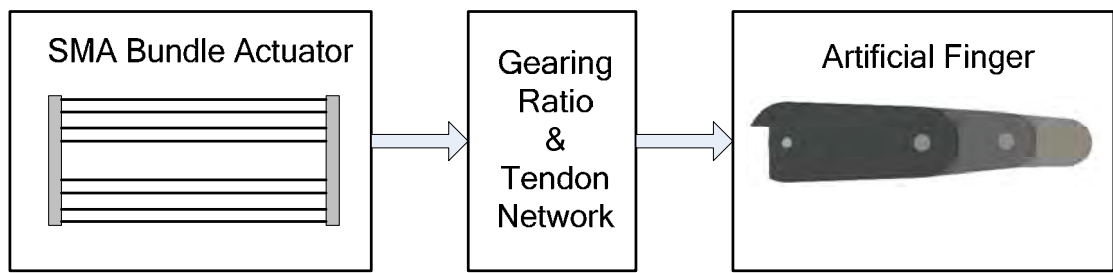 SMA Bundle Actuator
Gearing
Ratio
&
Tendon
Network
Artificial Finger